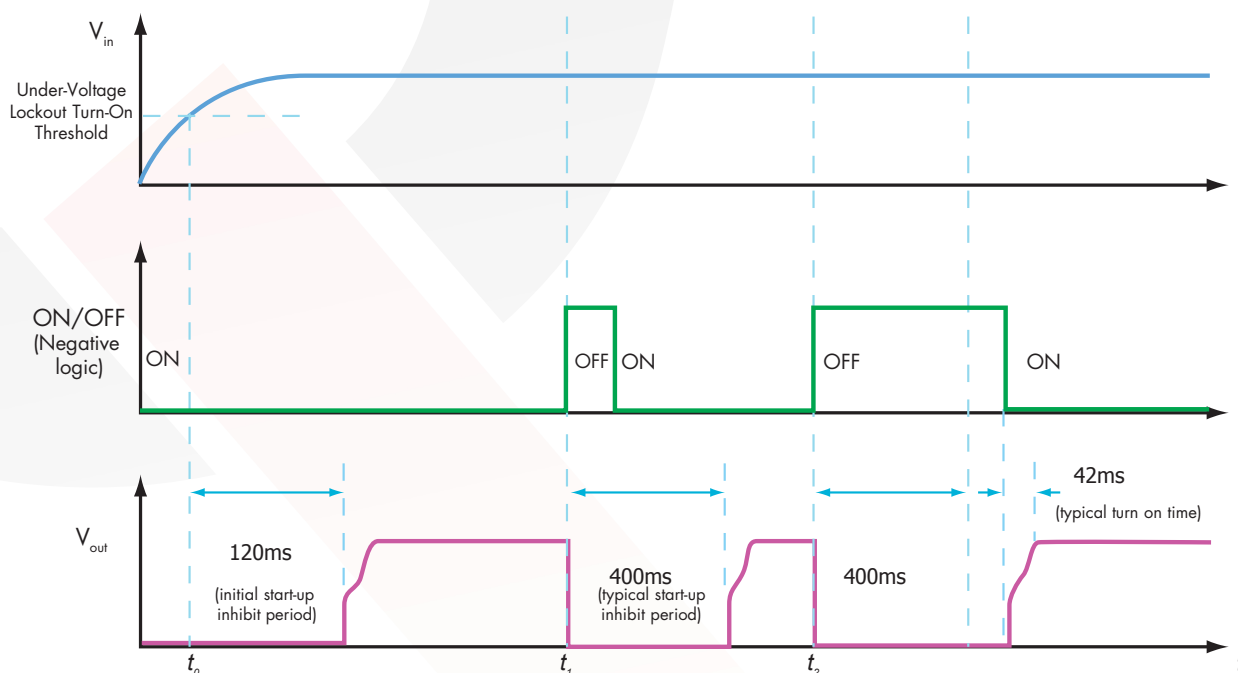 V_in
Under-Voltage
Lockout Turn-On
Threshold
ON/OFF
(Negative
logic)
ON
OFF
ON
OFF
ON
V_out
120ms
(initial start-up
inhibit period)
400ms
(typical start-up
inhibit period)
400ms
42ms
(typical turn on time)
t_0
t_1
t_2